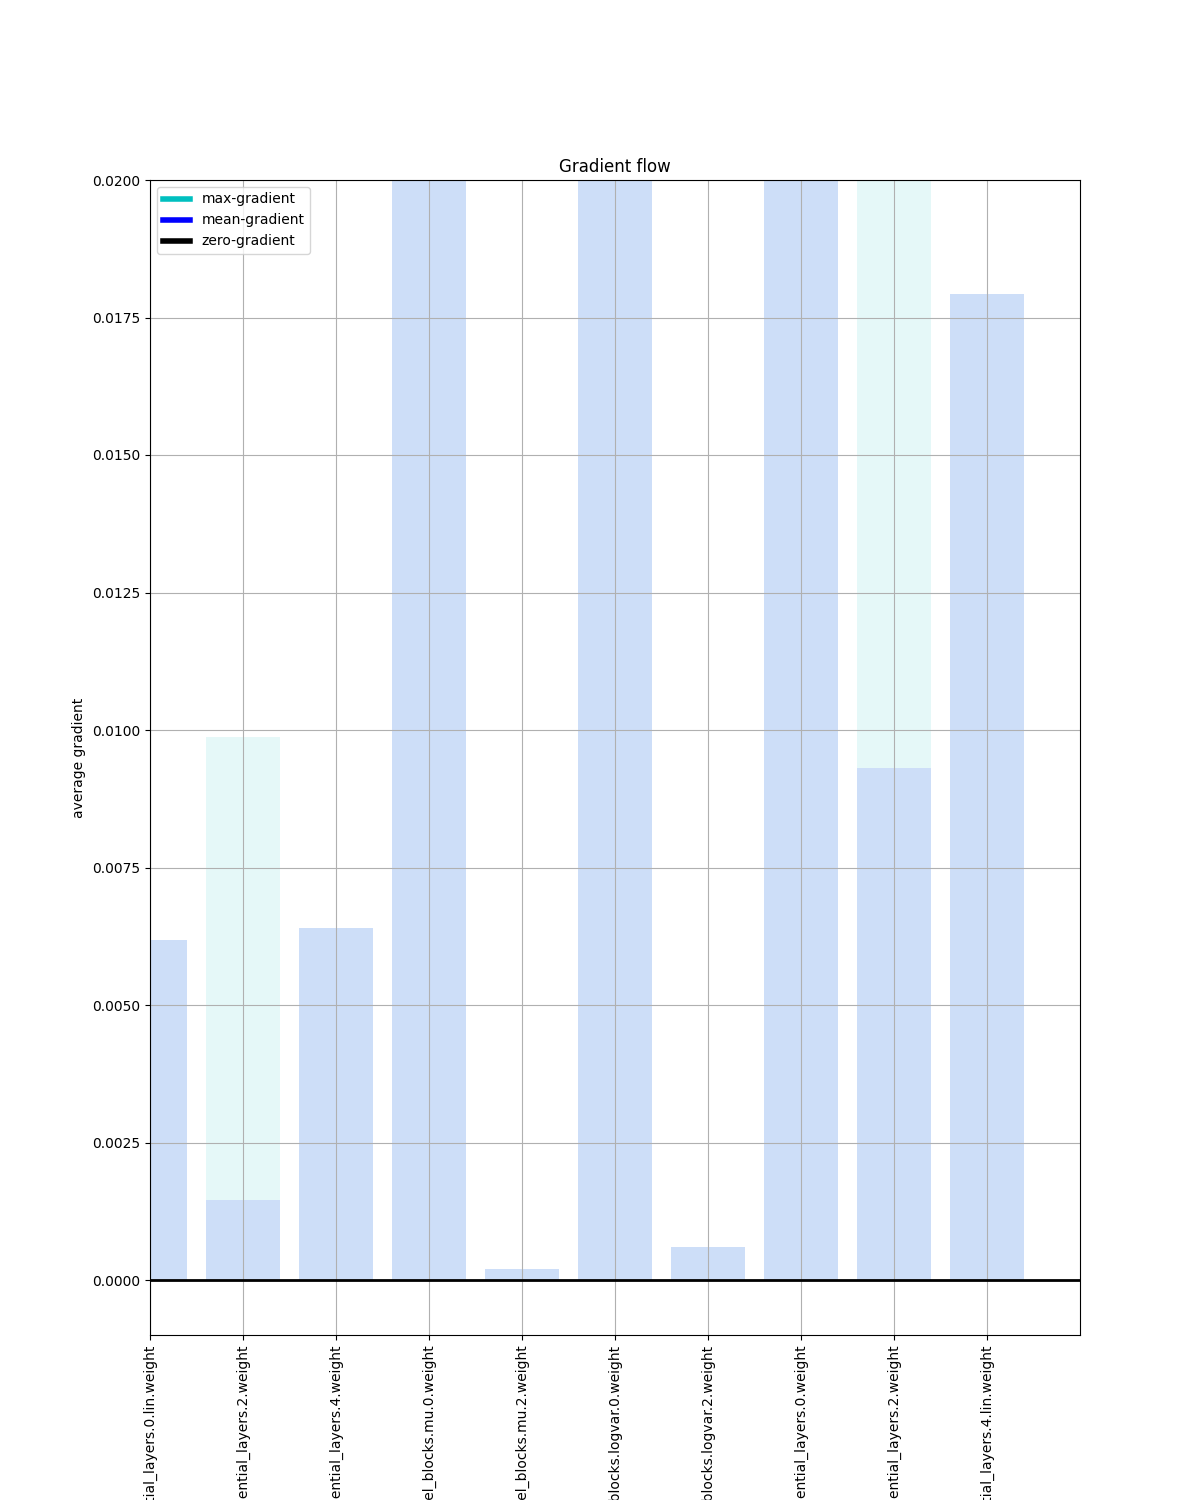 Gradient flow
max-gradient
mean-gradient
zero-gradient
0.0200
0.0175
0.0150
0.0125
0.0100
0.0075
0.0050
0.0025
0.0000
average gradient
tial_layers.0.lin.weight
ential_layers.2.weight
ential_layers.4.weight
el_blocks.mu.0.weight
el_blocks.mu.2.weight
blocks.logvar.0.weight
blocks.logvar.2.weight
ential_layers.0.weight
ential_layers.2.weight
tial_layers.4.lin.weight